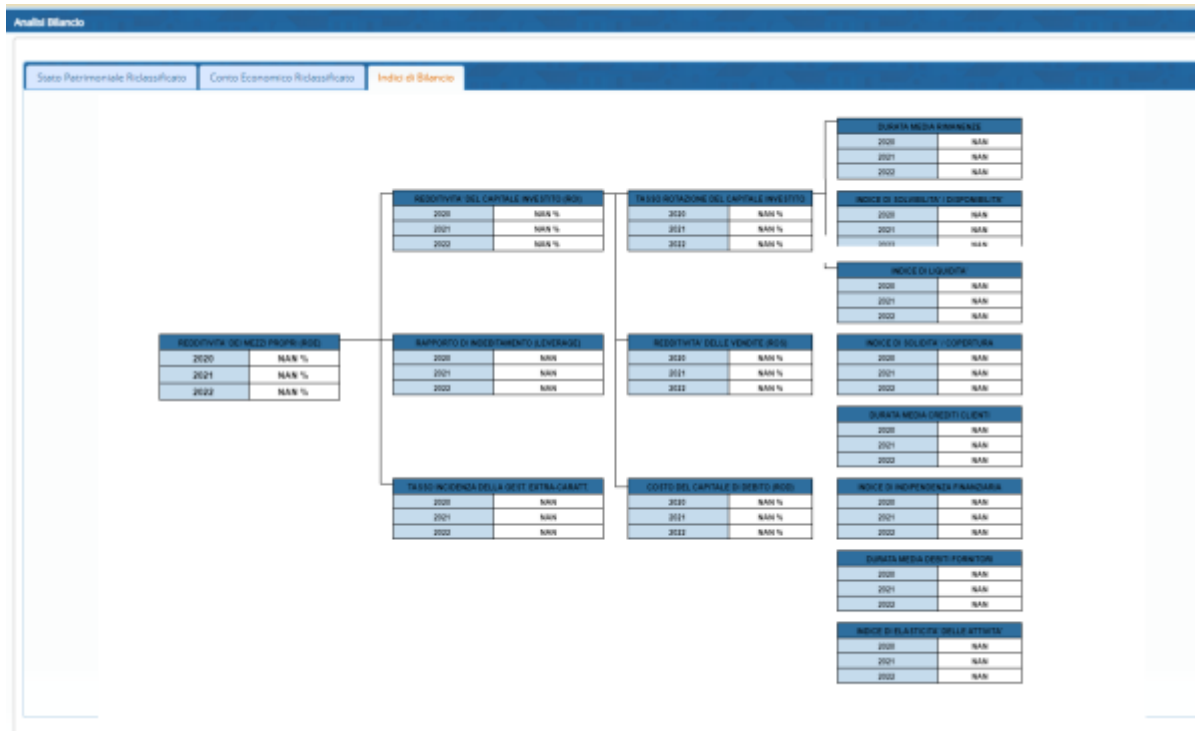 Analisi Bilancio
Stato Patrimoniale Riclassificato
Conto Economico Riclassificato
Indici di Bilancio
REDDITIVITA' DEI MEZZI PROPRI (ROE)
2020 NAN %
2021 NAN %
2022 NAN %
REDDITIVITA' DEL CAPITALE INVESTITO (ROI)
2020 NAN %
2021 NAN %
2022 NAN %
RAPPORTO DI INDEBITAMENTO (LEVERAGE)
2020 NAN
2021 NAN
2022 NAN
TASSO INCIDENZA DELLA GEST. EXTRA-CARATT.
2020 NAN
2021 NAN
2022 NAN
TASSO ROTAZIONE DEL CAPITALE INVESTITO
2020 NAN %
2021 NAN %
2022 NAN %
REDDITIVITA' DELLE VENDITE (ROS)
2020 NAN %
2021 NAN %
2022 NAN %
COSTO DEL CAPITALE DI DEBITO (ROD)
2020 NAN %
2021 NAN %
2022 NAN %
DURATA MEDIA RIMANENZE
2020 NAN
2021 NAN
2022 NAN
INDICE DI SOLVIBILITA' / DISPONIBILITA'
2020 NAN
2021 NAN
2022 NAN
INDICE DI LIQUIDITA'
2020 NAN
2021 NAN
2022 NAN
INDICE DI SOLIDITA' / COPERTURA
2020 NAN
2021 NAN
2022 NAN
DURATA MEDIA CREDITI CLIENTI
2020 NAN
2021 NAN
2022 NAN
INDICE DI INDIPENDENZA FINANZIARIA
2020 NAN
2021 NAN
2022 NAN
DURATA MEDIA DEBITI FORNITORI
2020 NAN
2021 NAN
2022 NAN
INDICE DI ELASTICITA' DELLE ATTIVITA'
2020 NAN
2021 NAN
2022 NAN